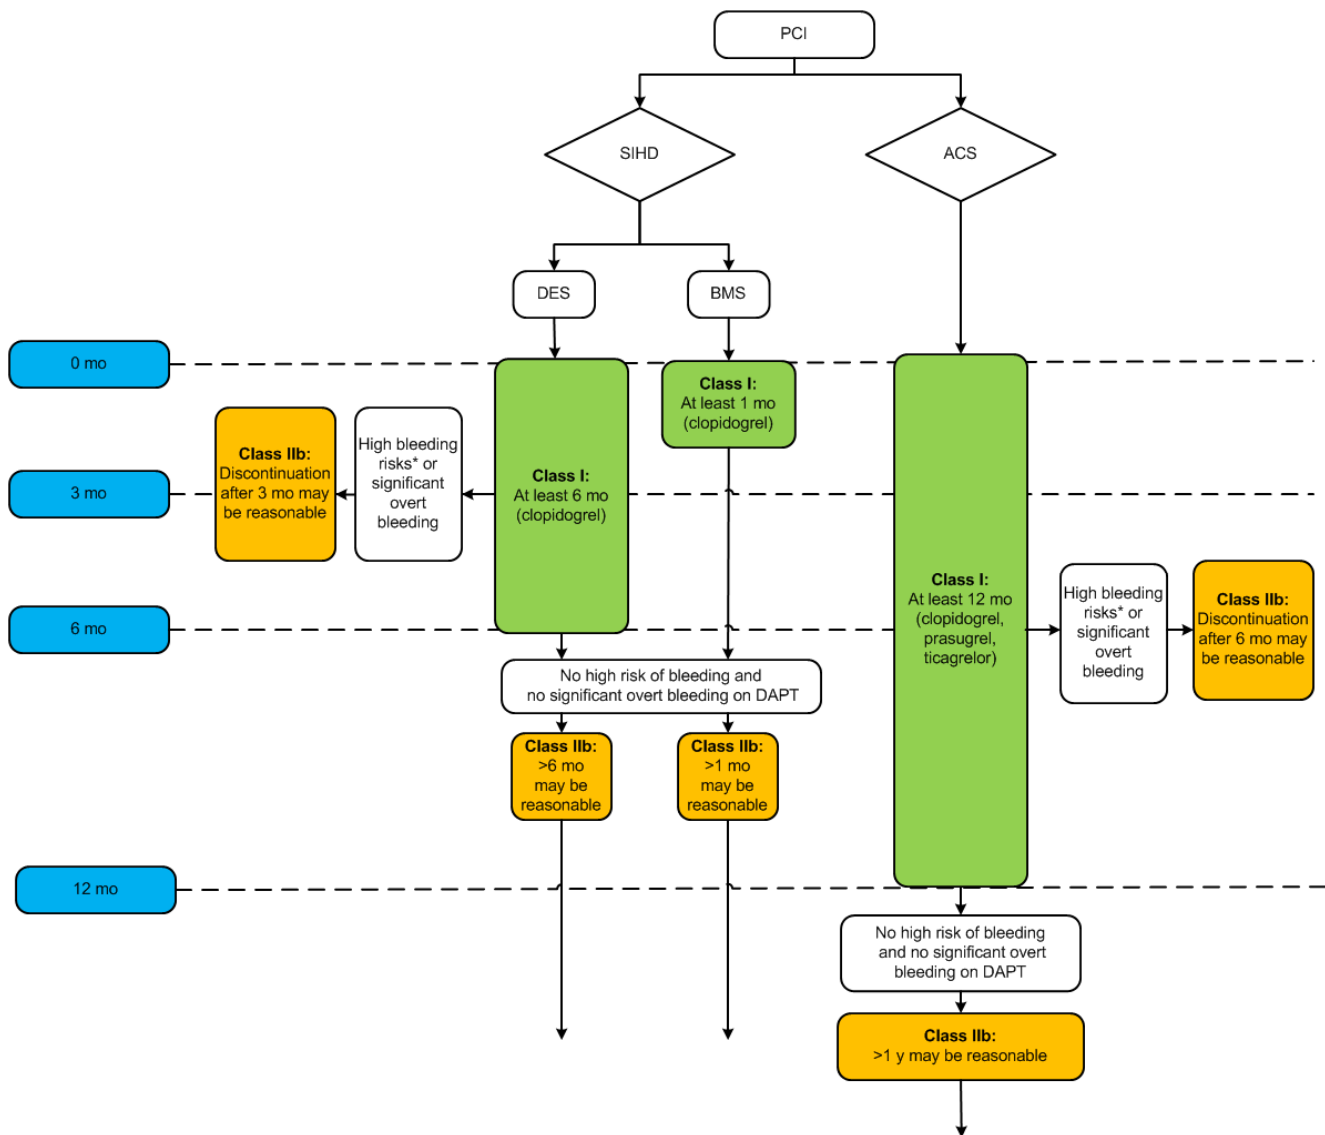 PCI
SIHD
ACS
DES
BMS
0 mo
Class I:
At least 1 mo
(clopidogrel)
Class IIb:
Discontinuation
after 3 mo may
be reasonable
High bleeding
risks* or
significant
overt
bleeding
3 mo
Class I:
At least 6 mo
(clopidogrel)
Class I:
At least 12 mo
(clopidogrel,
prasugrel,
ticagrelor)
High bleeding
risks* or
significant
overt
bleeding
Class IIb:
Discontinuation
after 6 mo may
be reasonable
6 mo
No high risk of bleeding and
no significant overt bleeding on DAPT
Class IIb:
>6 mo
may be
reasonable
Class IIb:
>1 mo
may be
reasonable
12 mo
No high risk of bleeding
and no significant overt
bleeding on DAPT
Class IIb:
>1 y may be reasonable